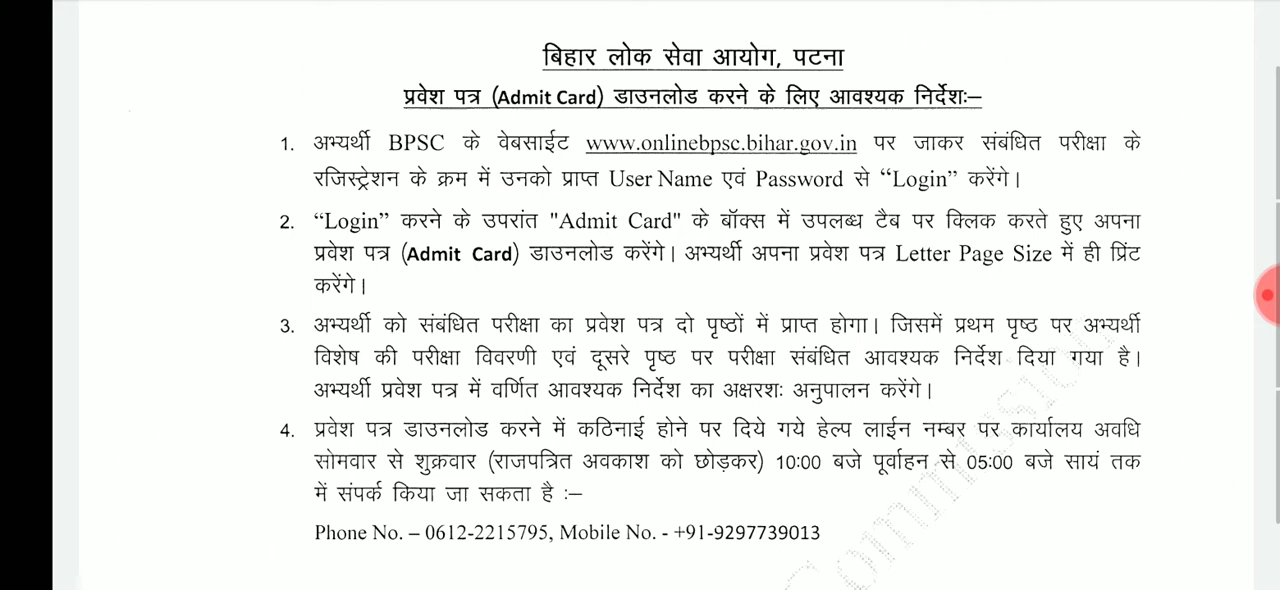 बिहार लोक सेवा आयोग, पटना
प्रवेश पत्र (Admit Card) डाउनलोड करने के लिए आवश्यक निर्देशः–
1. अभ्यर्थी BPSC के वेबसाईट www.onlinebpsc.bihar.gov.in पर जाकर संबंधित परीक्षा के
रजिस्ट्रेशन के क्रम में उनको प्राप्त User Name एवं Password से “Login” करेंगे।
2. “Login” करने के उपरांत "Admit Card" के बॉक्स में उपलब्ध टैब पर क्लिक करते हुए अपना
प्रवेश पत्र (Admit Card) डाउनलोड करेंगे। अभ्यर्थी अपना प्रवेश पत्र Letter Page Size में ही प्रिंट
करेंगे।
3. अभ्यर्थी को संबंधित परीक्षा का प्रवेश पत्र दो पृष्ठों में प्राप्त होगा। जिसमें प्रथम पृष्ठ पर अभ्यर्थी
विशेष की परीक्षा विवरणी एवं दूसरे पृष्ठ पर परीक्षा संबंधित आवश्यक निर्देश दिया गया है।
अभ्यर्थी प्रवेश पत्र में वर्णित आवश्यक निर्देश का अक्षरशः अनुपालन करेंगे।
4. प्रवेश पत्र डाउनलोड करने में कठिनाई होने पर दिये गये हेल्प लाईन नम्बर पर कार्यालय अवधि
सोमवार से शुक्रवार (राजपत्रित अवकाश को छोड़कर) 10:00 बजे पूर्वाहन से 05:00 बजे सायं तक
में संपर्क किया जा सकता है :–
Phone No. – 0612-2215795, Mobile No. - +91-9297739013